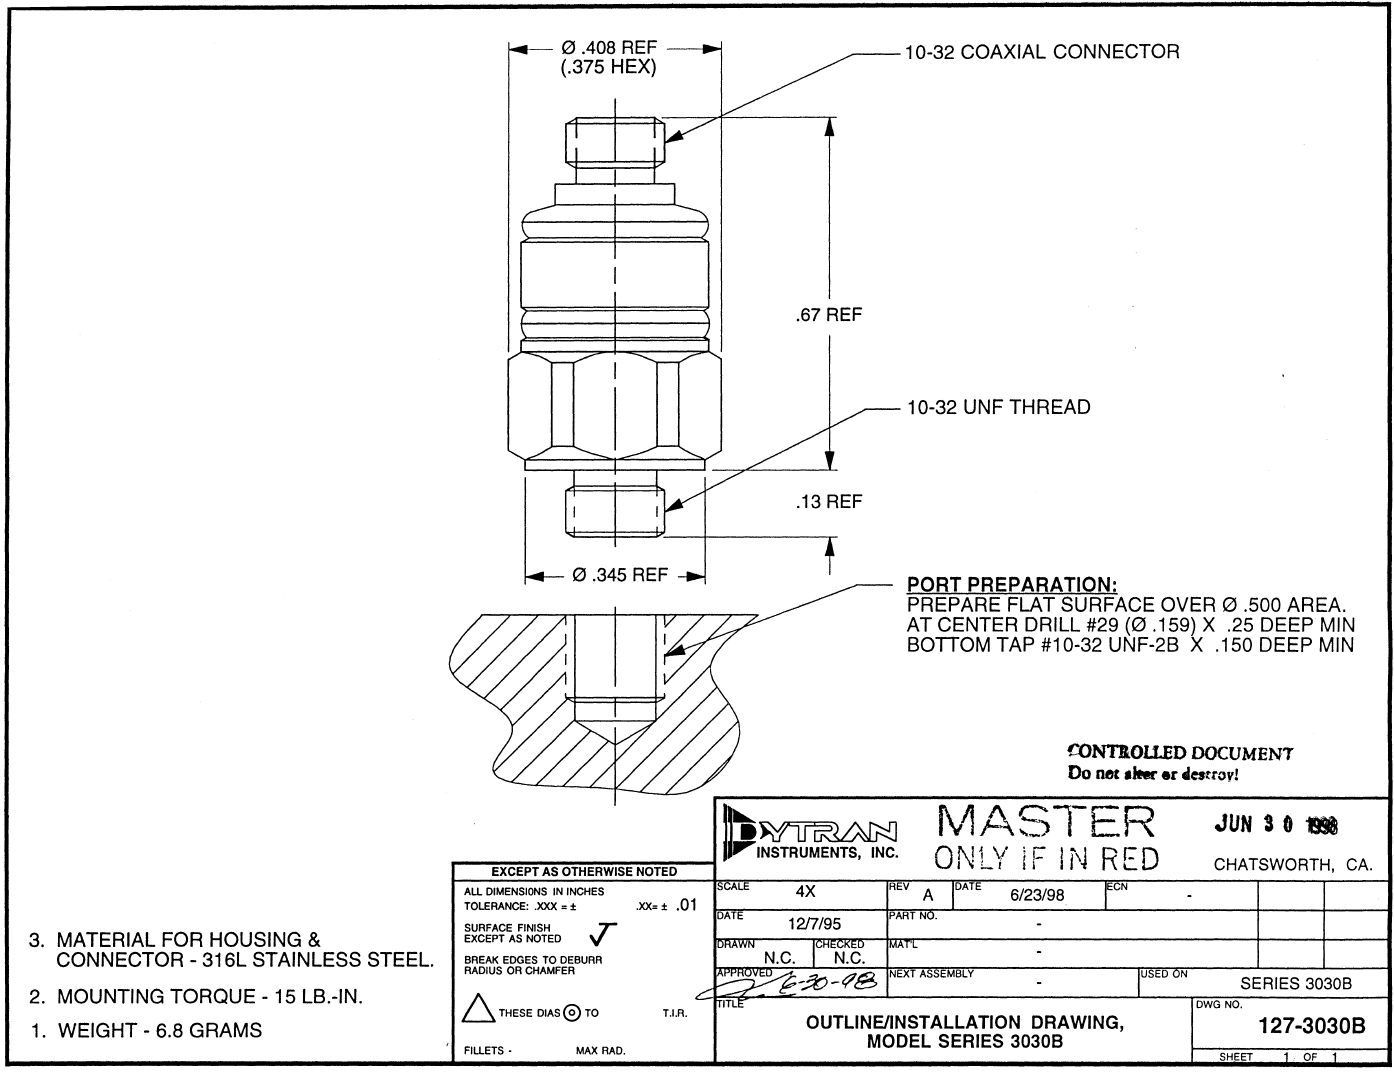 Ø .408 REF
(.375 HEX)
10-32 COAXIAL CONNECTOR
.67 REF
10-32 UNF THREAD
.13 REF
Ø .345 REF
PORT PREPARATION:
PREPARE FLAT SURFACE OVER Ø .500 AREA.
AT CENTER DRILL #29 (Ø .159) X .25 DEEP MIN
BOTTOM TAP #10-32 UNF-2B X .150 DEEP MIN
CONTROLLED DOCUMENT
Do not alter or destroy!
3. MATERIAL FOR HOUSING &
CONNECTOR - 316L STAINLESS STEEL.
2. MOUNTING TORQUE - 15 LB.-IN.
1. WEIGHT - 6.8 GRAMS
EXCEPT AS OTHERWISE NOTED
ALL DIMENSIONS IN INCHES
TOLERANCE: .XXX = ± .XX= ± .01
SURFACE FINISH
EXCEPT AS NOTED
BREAK EDGES TO DEBURR
RADIUS OR CHAMFER
THESE DIAS ◎ TO T.I.R.
FILLETS - MAX RAD.
DYTRAN
INSTRUMENTS, INC.
MASTER
ONLY IF IN RED
JUN 30 1998
CHATSWORTH, CA.
SCALE 4X REV A DATE 6/23/98 ECN -
DATE 12/7/95 PART NO. -
DRAWN N.C. CHECKED N.C. MAT'L -
APPROVED 6-30-98 NEXT ASSEMBLY - USED ON SERIES 3030B
TITLE
OUTLINE/INSTALLATION DRAWING,
MODEL SERIES 3030B
DWG NO.
127-3030B
SHEET 1 OF 1